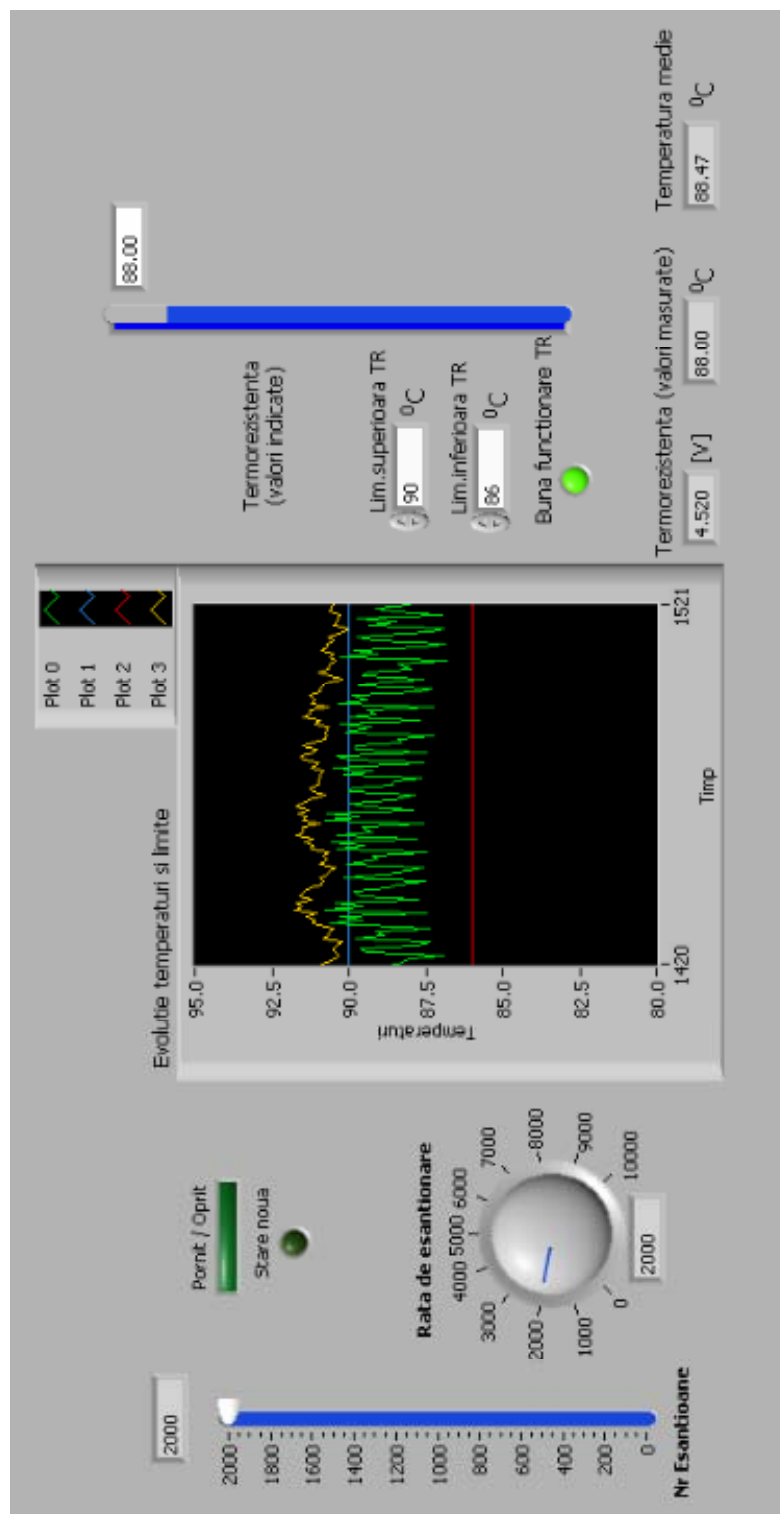 2000
2000
1800
1600
1400
1200
1000
800
600
400
200
0
Nr Esantioane
Pornit / Oprit
Stare noua
Rata de esantionare
0
1000
2000
3000
4000
5000
6000
7000
8000
9000
10000
2000
Evolutie temperaturi si limite
Plot 0
Plot 1
Plot 2
Plot 3
Temperaturi
95.0
92.5
90.0
87.5
85.0
82.5
80.0
1420
1521
Timp
88.00
Termorezistenta
(valori indicate)
Lim.superioara TR
90 ⁰C
Lim.inferioara TR
86 ⁰C
Buna functionare TR
Termorezistenta (valori masurate)
4.520 [V]
88.00 ⁰C
Temperatura medie
88.47 ⁰C